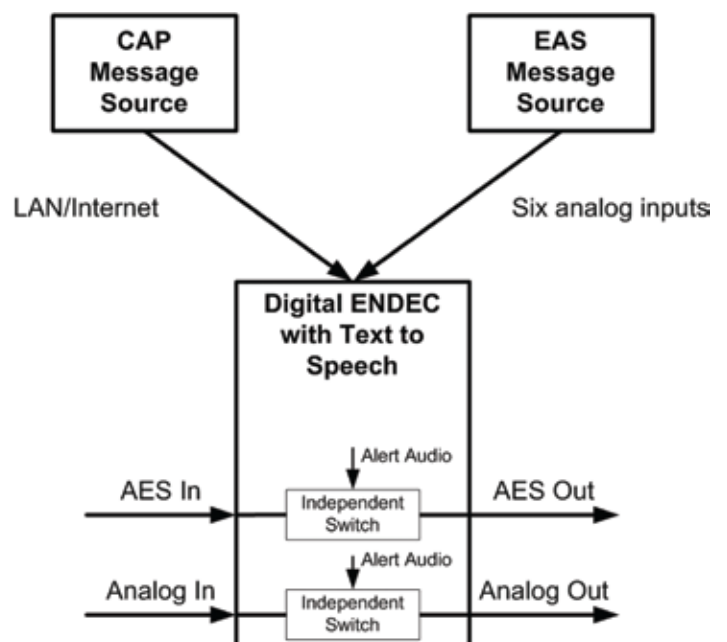 CAP
Message
Source
EAS
Message
Source
LAN/Internet
Six analog inputs
Digital ENDEC
with Text to
Speech
Alert Audio
AES In
Independent
Switch
AES Out
Alert Audio
Analog In
Independent
Switch
Analog Out